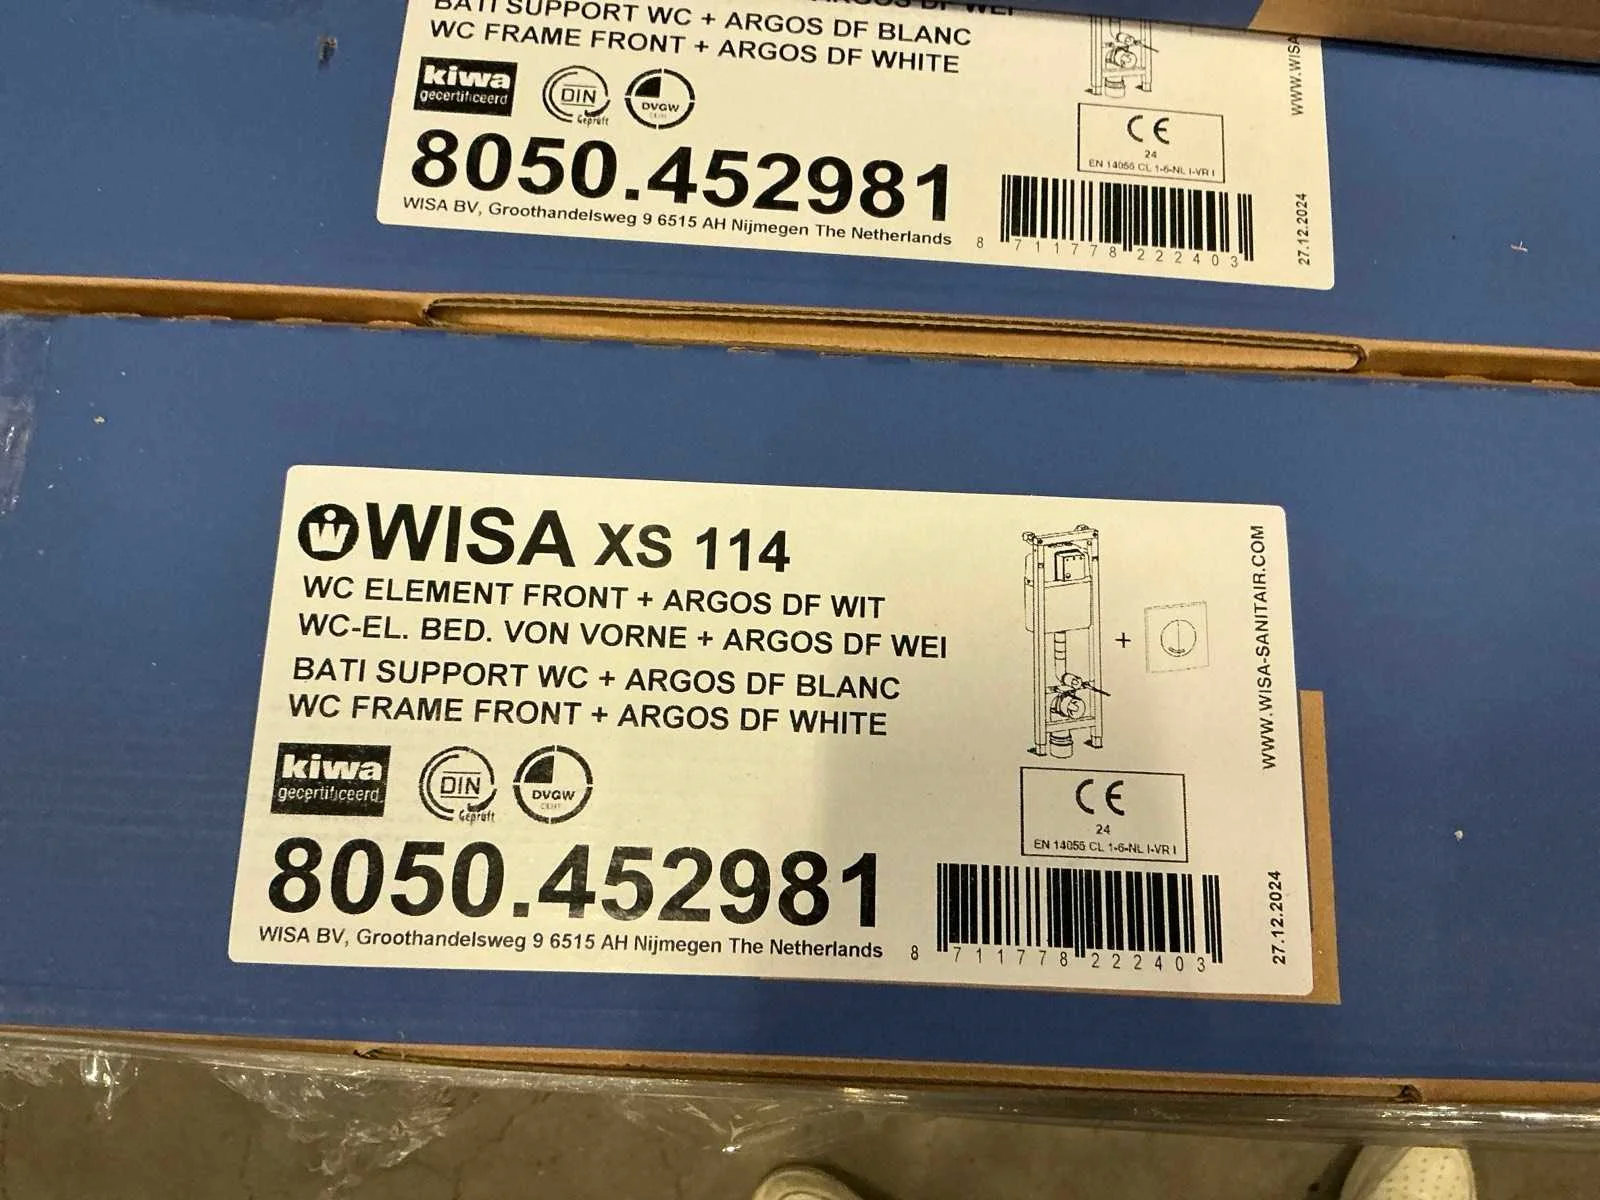 BATI SUPPORT WC + ARGOS DF BLANC
WC FRAME FRONT + ARGOS DF WHITE
kiwa
gecertificeerd
DIN
Geprüft
DVGW
CERT
CE
24
EN 14055 CL 1-6-NL I-VR I
8050.452981
WISA BV, Groothandelsweg 9 6515 AH Nijmegen The Netherlands
8 711778 222403
27.12.2024
WWW.WISA
WISA XS 114
WC ELEMENT FRONT + ARGOS DF WIT
WC-EL. BED. VON VORNE + ARGOS DF WEI
BATI SUPPORT WC + ARGOS DF BLANC
WC FRAME FRONT + ARGOS DF WHITE
+
WWW.WISA-SANITAIR.COM
kiwa
gecertificeerd
DIN
Geprüft
DVGW
CERT
CE
24
EN 14055 CL 1-6-NL I-VR I
8050.452981
WISA BV, Groothandelsweg 9 6515 AH Nijmegen The Netherlands
8 711778 222403
27.12.2024